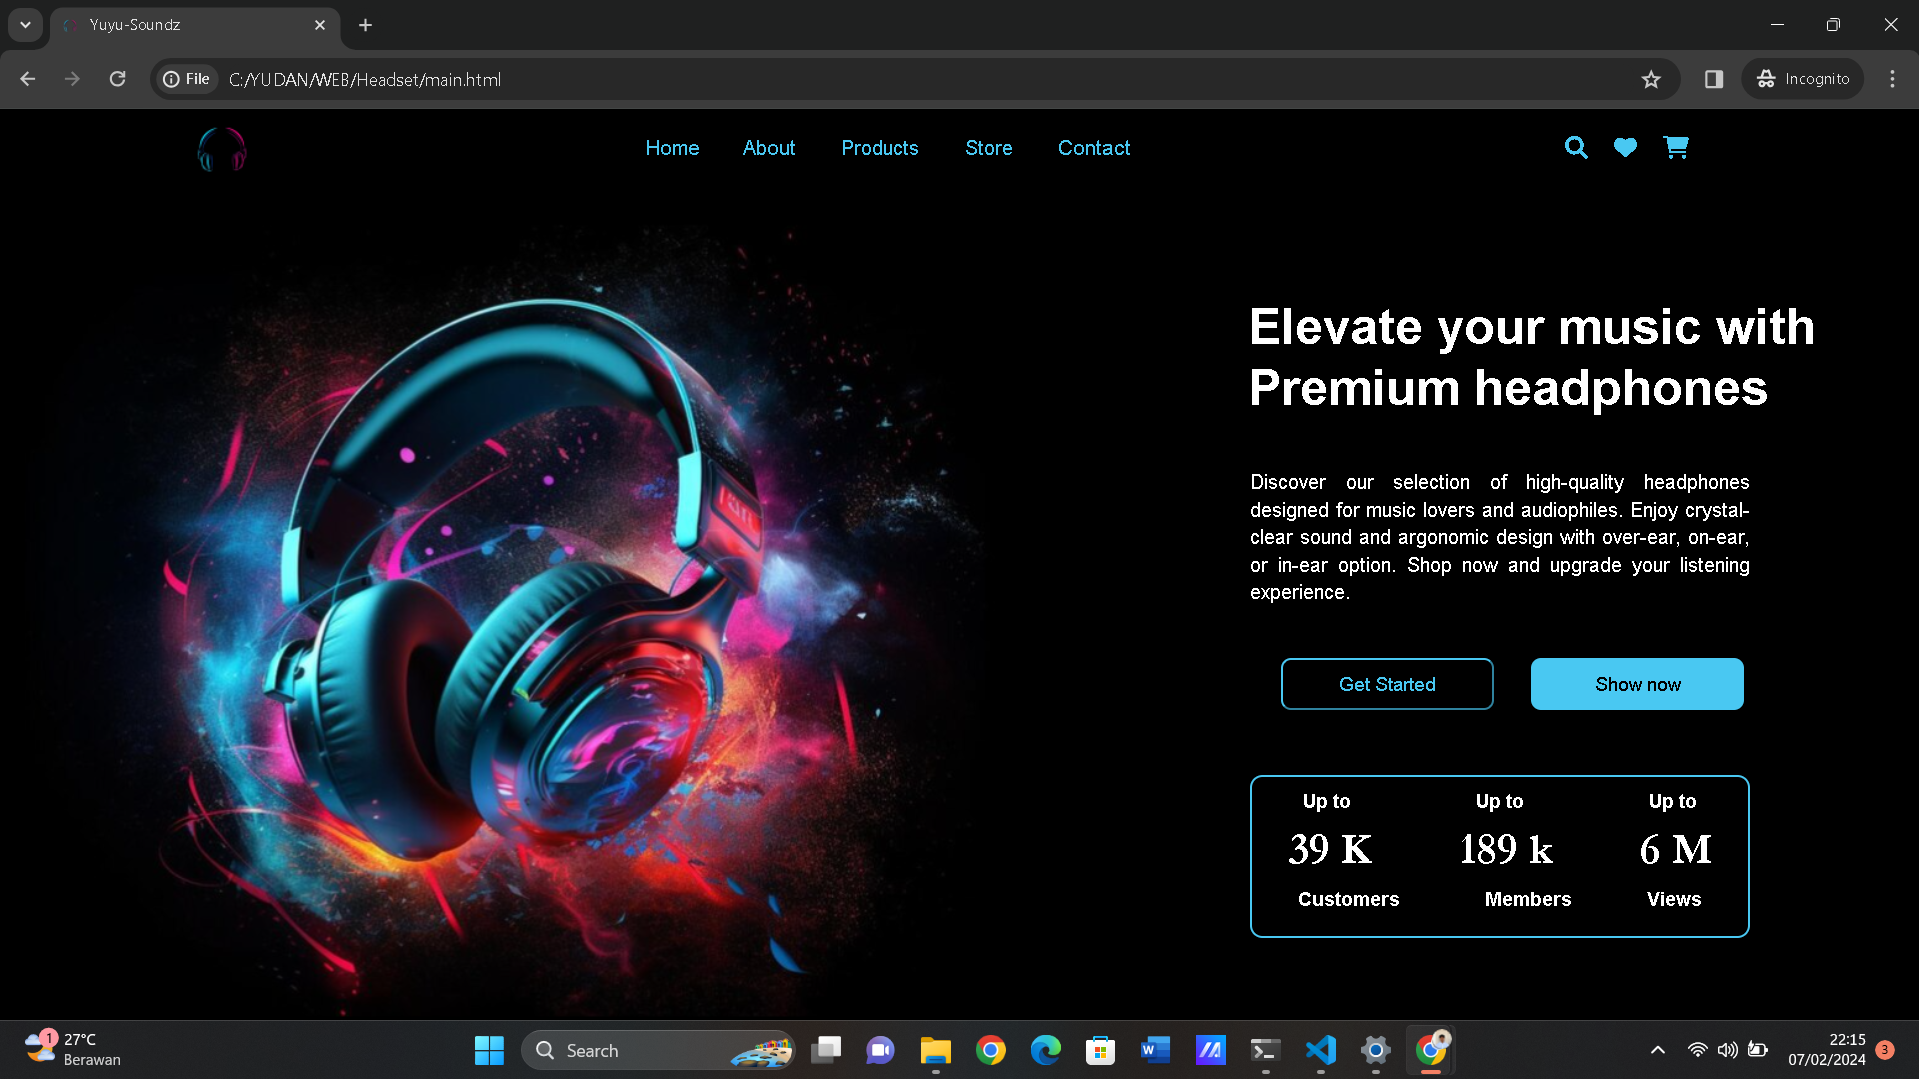 Yuyu-Soundz
File C:/YUDAN/WEB/Headset/main.html
Incognito
Home About Products Store Contact
Elevate your music with
Premium headphones
Discover our selection of high-quality headphones
designed for music lovers and audiophiles. Enjoy crystal-
clear sound and argonomic design with over-ear, on-ear,
or in-ear option. Shop now and upgrade your listening
experience.
Get Started Show now
Up to Up to Up to
39 K 189 k 6 M
Customers Members Views
1 27°C
Berawan
Search
W
22:15
07/02/2024
3